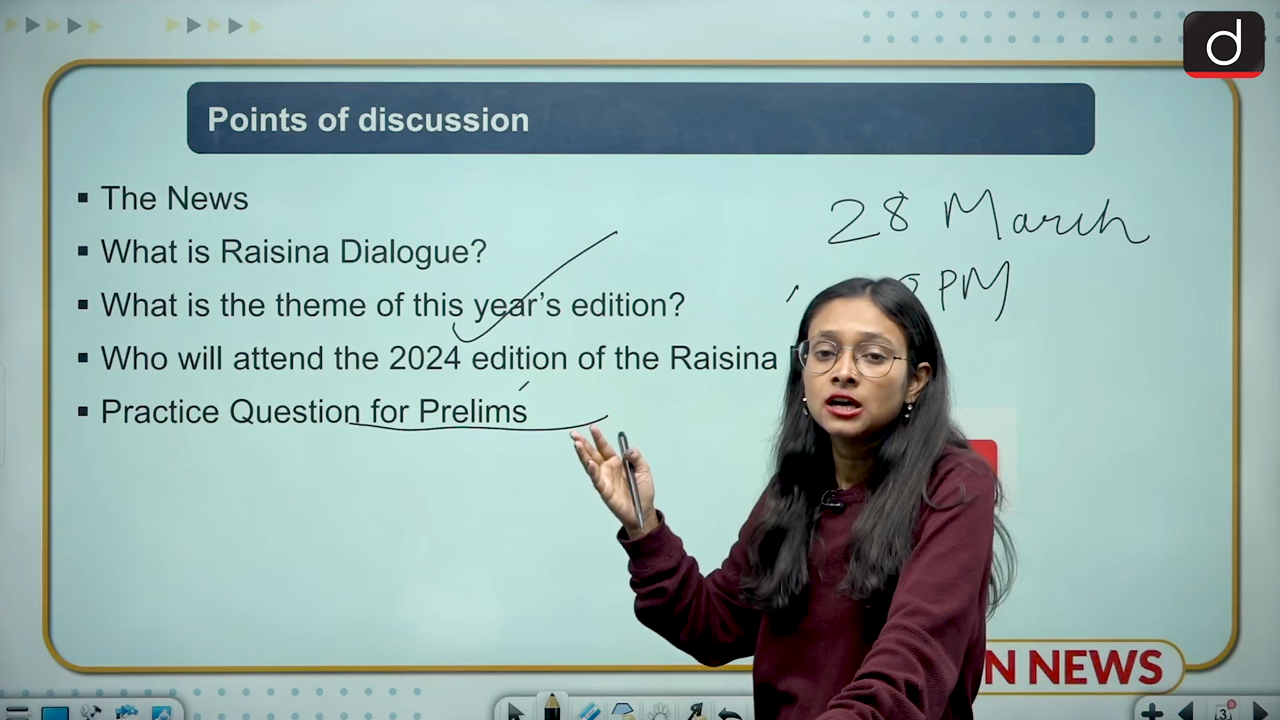 d
Points of discussion
▪ The News
▪ What is Raisina Dialogue?
▪ What is the theme of this year's edition?
▪ Who will attend the 2024 edition of the Raisina
▪ Practice Question for Prelims
28 March
PM
N NEWS
3